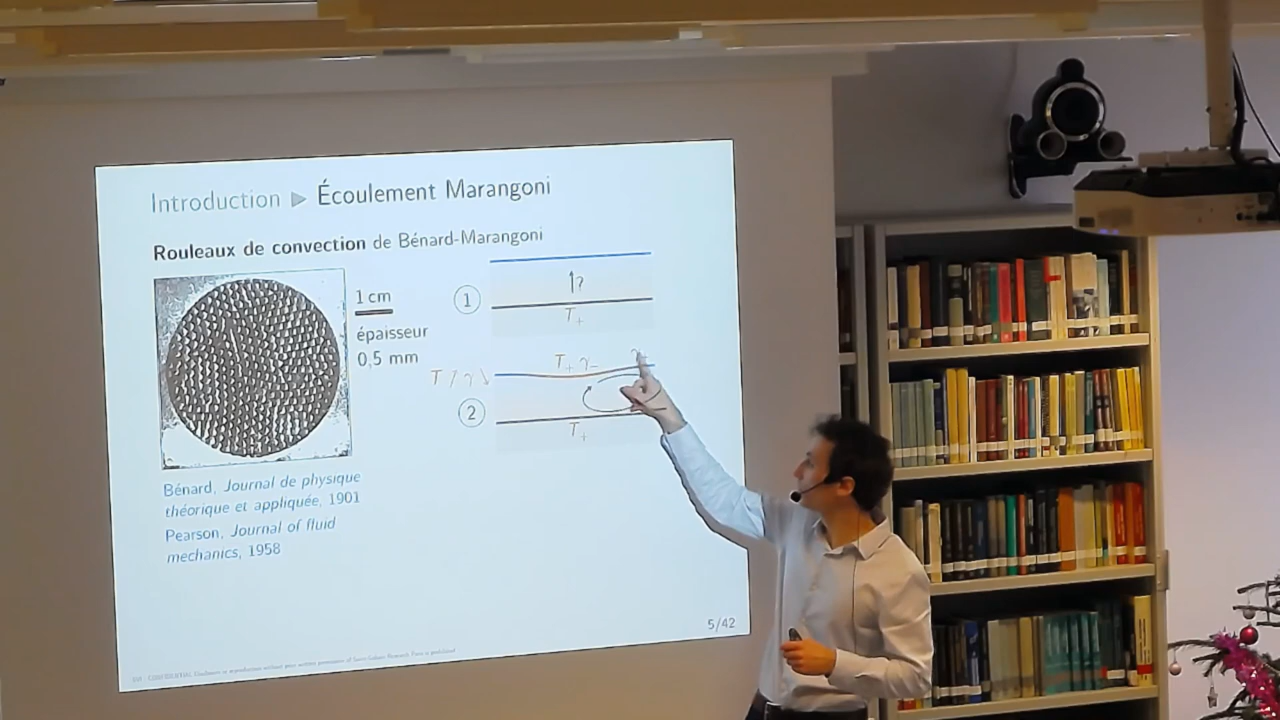 Introduction ▶ Écoulement Marangoni
Rouleaux de convection de Bénard-Marangoni
1 cm
épaisseur
0,5 mm
1
↑?
T₊
T₊ γ₋
T ↗ γ ↘
2
T₊
Bénard, Journal de physique
théorique et appliquée, 1901
Pearson, Journal of fluid
mechanics, 1958
5/42